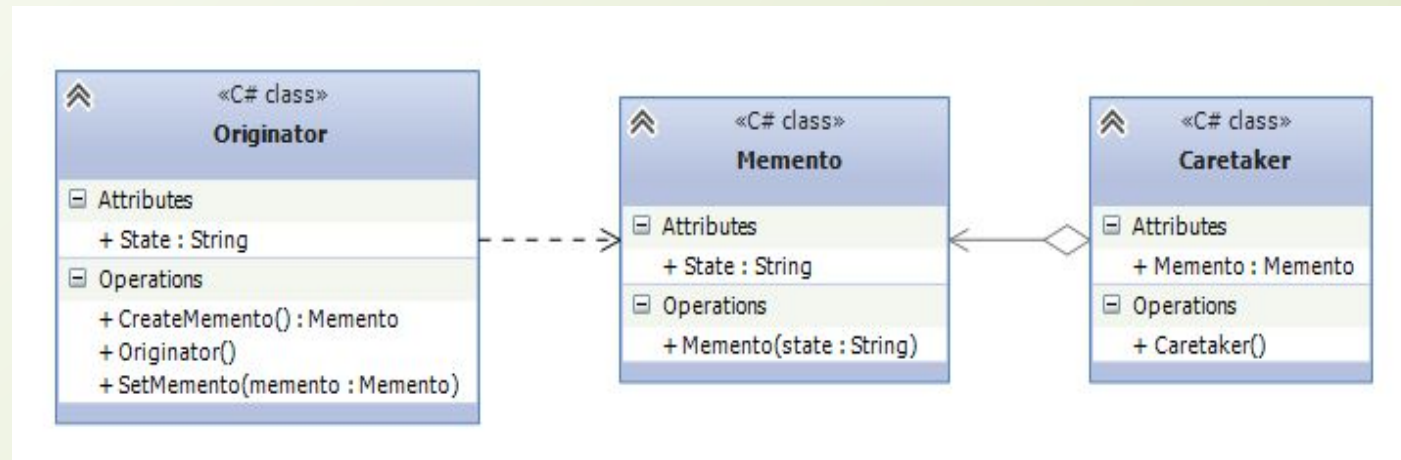 «C# class»
Originator
Attributes
+ State : String
Operations
+ CreateMemento() : Memento
+ Originator()
+ SetMemento(memento : Memento)
«C# class»
Memento
Attributes
+ State : String
Operations
+ Memento(state : String)
«C# class»
Caretaker
Attributes
+ Memento : Memento
Operations
+ Caretaker()